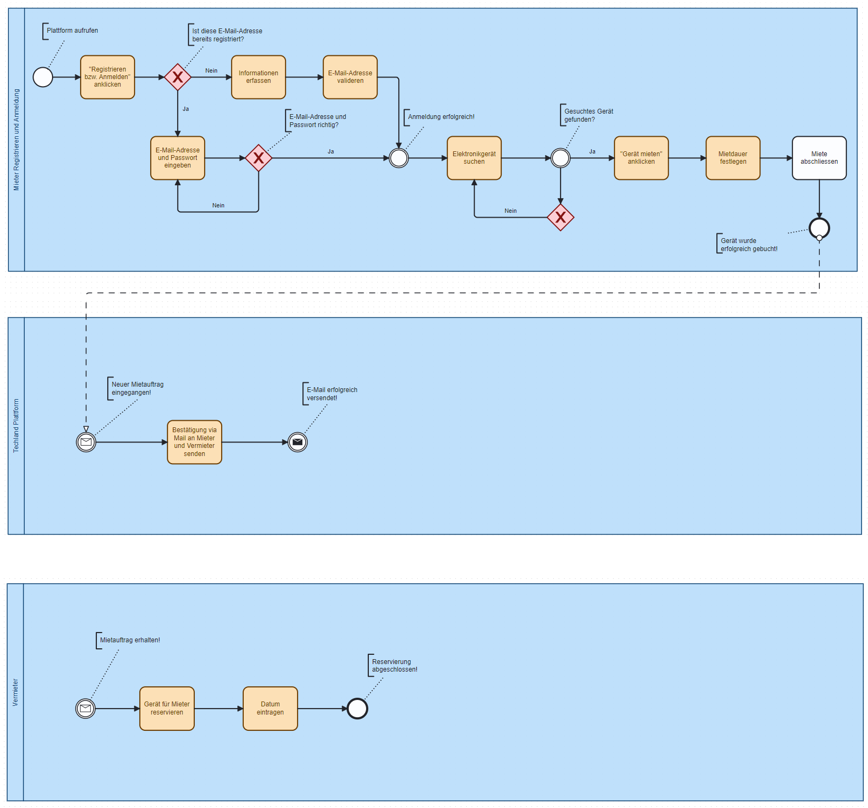 Mieter Registrieren und Anmeldung
Plattform aufrufen
"Registrieren
bzw. Anmelden"
anklicken
Ist diese E-Mail-Adresse
bereits registriert?
Nein
Ja
Informationen
erfassen
E-Mail-Adresse
valideren
E-Mail-Adresse
und Passwort
eingeben
E-Mail-Adresse und
Passwort richtig?
Ja
Nein
Anmeldung erfolgreich!
Elektronikgerät
suchen
Gesuchtes Gerät
gefunden?
Ja
Nein
"Gerät mieten"
anklicken
Mietdauer
festlegen
Miete
abschliessen
Gerät wurde
erfolgreich gebucht!
Techland Plattform
Neuer Mietauftrag
eingegangen!
Bestätigung via
Mail an Mieter
und Vermieter
senden
E-Mail erfolgreich
versendet!
Vermieter
Mietauftrag erhalten!
Gerät für Mieter
reservieren
Datum
eintragen
Reservierung
abgeschlossen!